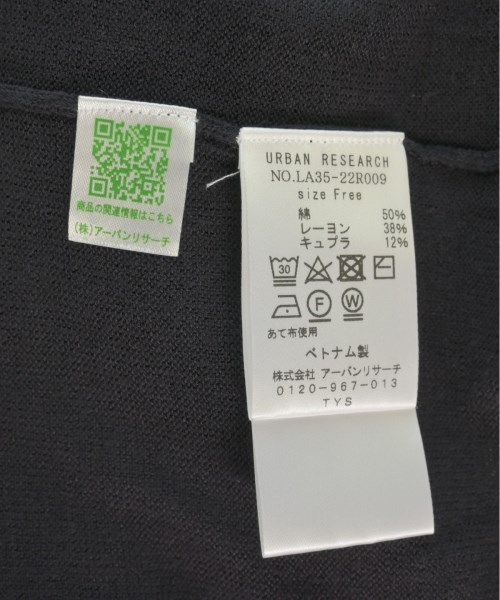 商品の関連情報はこちら
(株)アーバンリサーチ
URBAN RESEARCH
NO.LA35-22R009
size Free
綿 50%
レーヨン 38%
キュプラ 12%
30
F W
あて布使用
ベトナム製
株式会社 アーバンリサーチ
0120-967-013
TYS